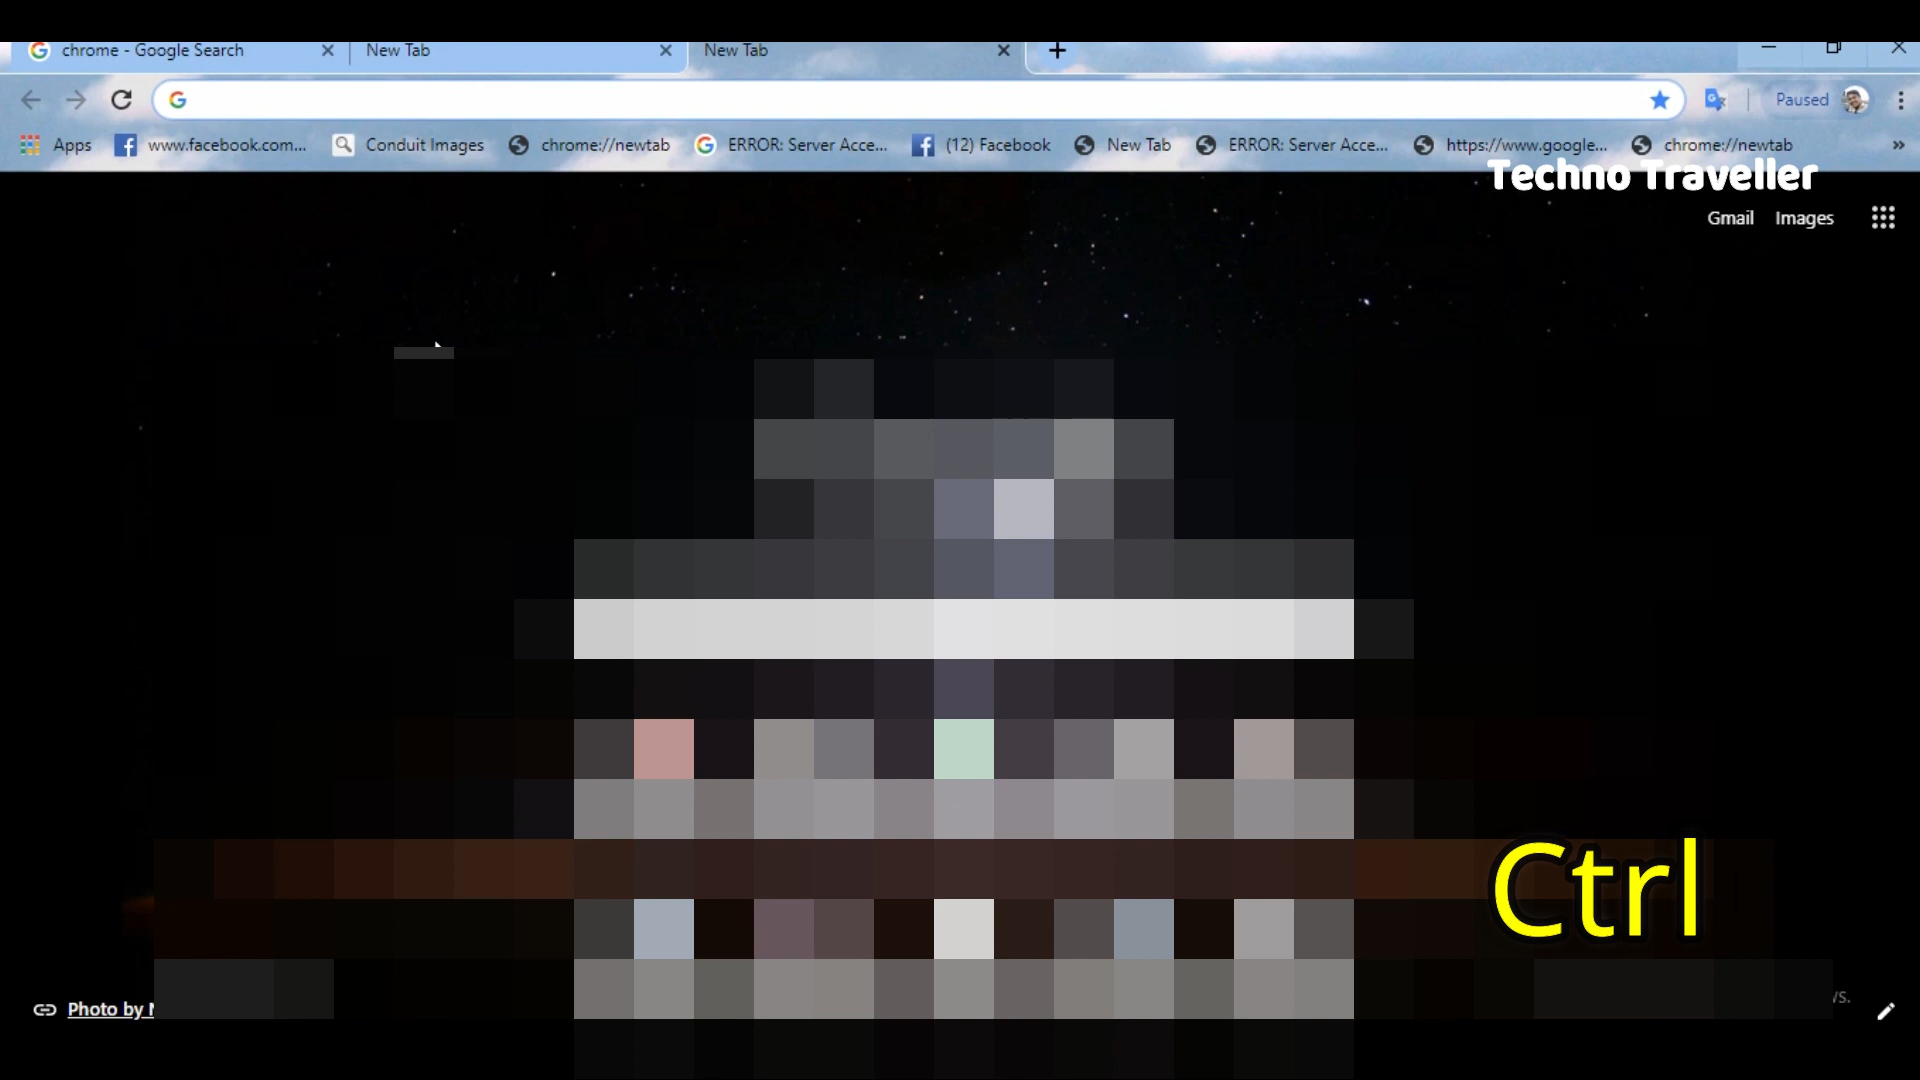 chrome - Google Search
New Tab
New Tab
Paused
Apps
www.facebook.com...
Conduit Images
chrome://newtab
ERROR: Server Acce...
(12) Facebook
New Tab
ERROR: Server Acce...
https://www.google...
chrome://newtab
»
Techno Traveller
Gmail Images
Ctrl
Photo by